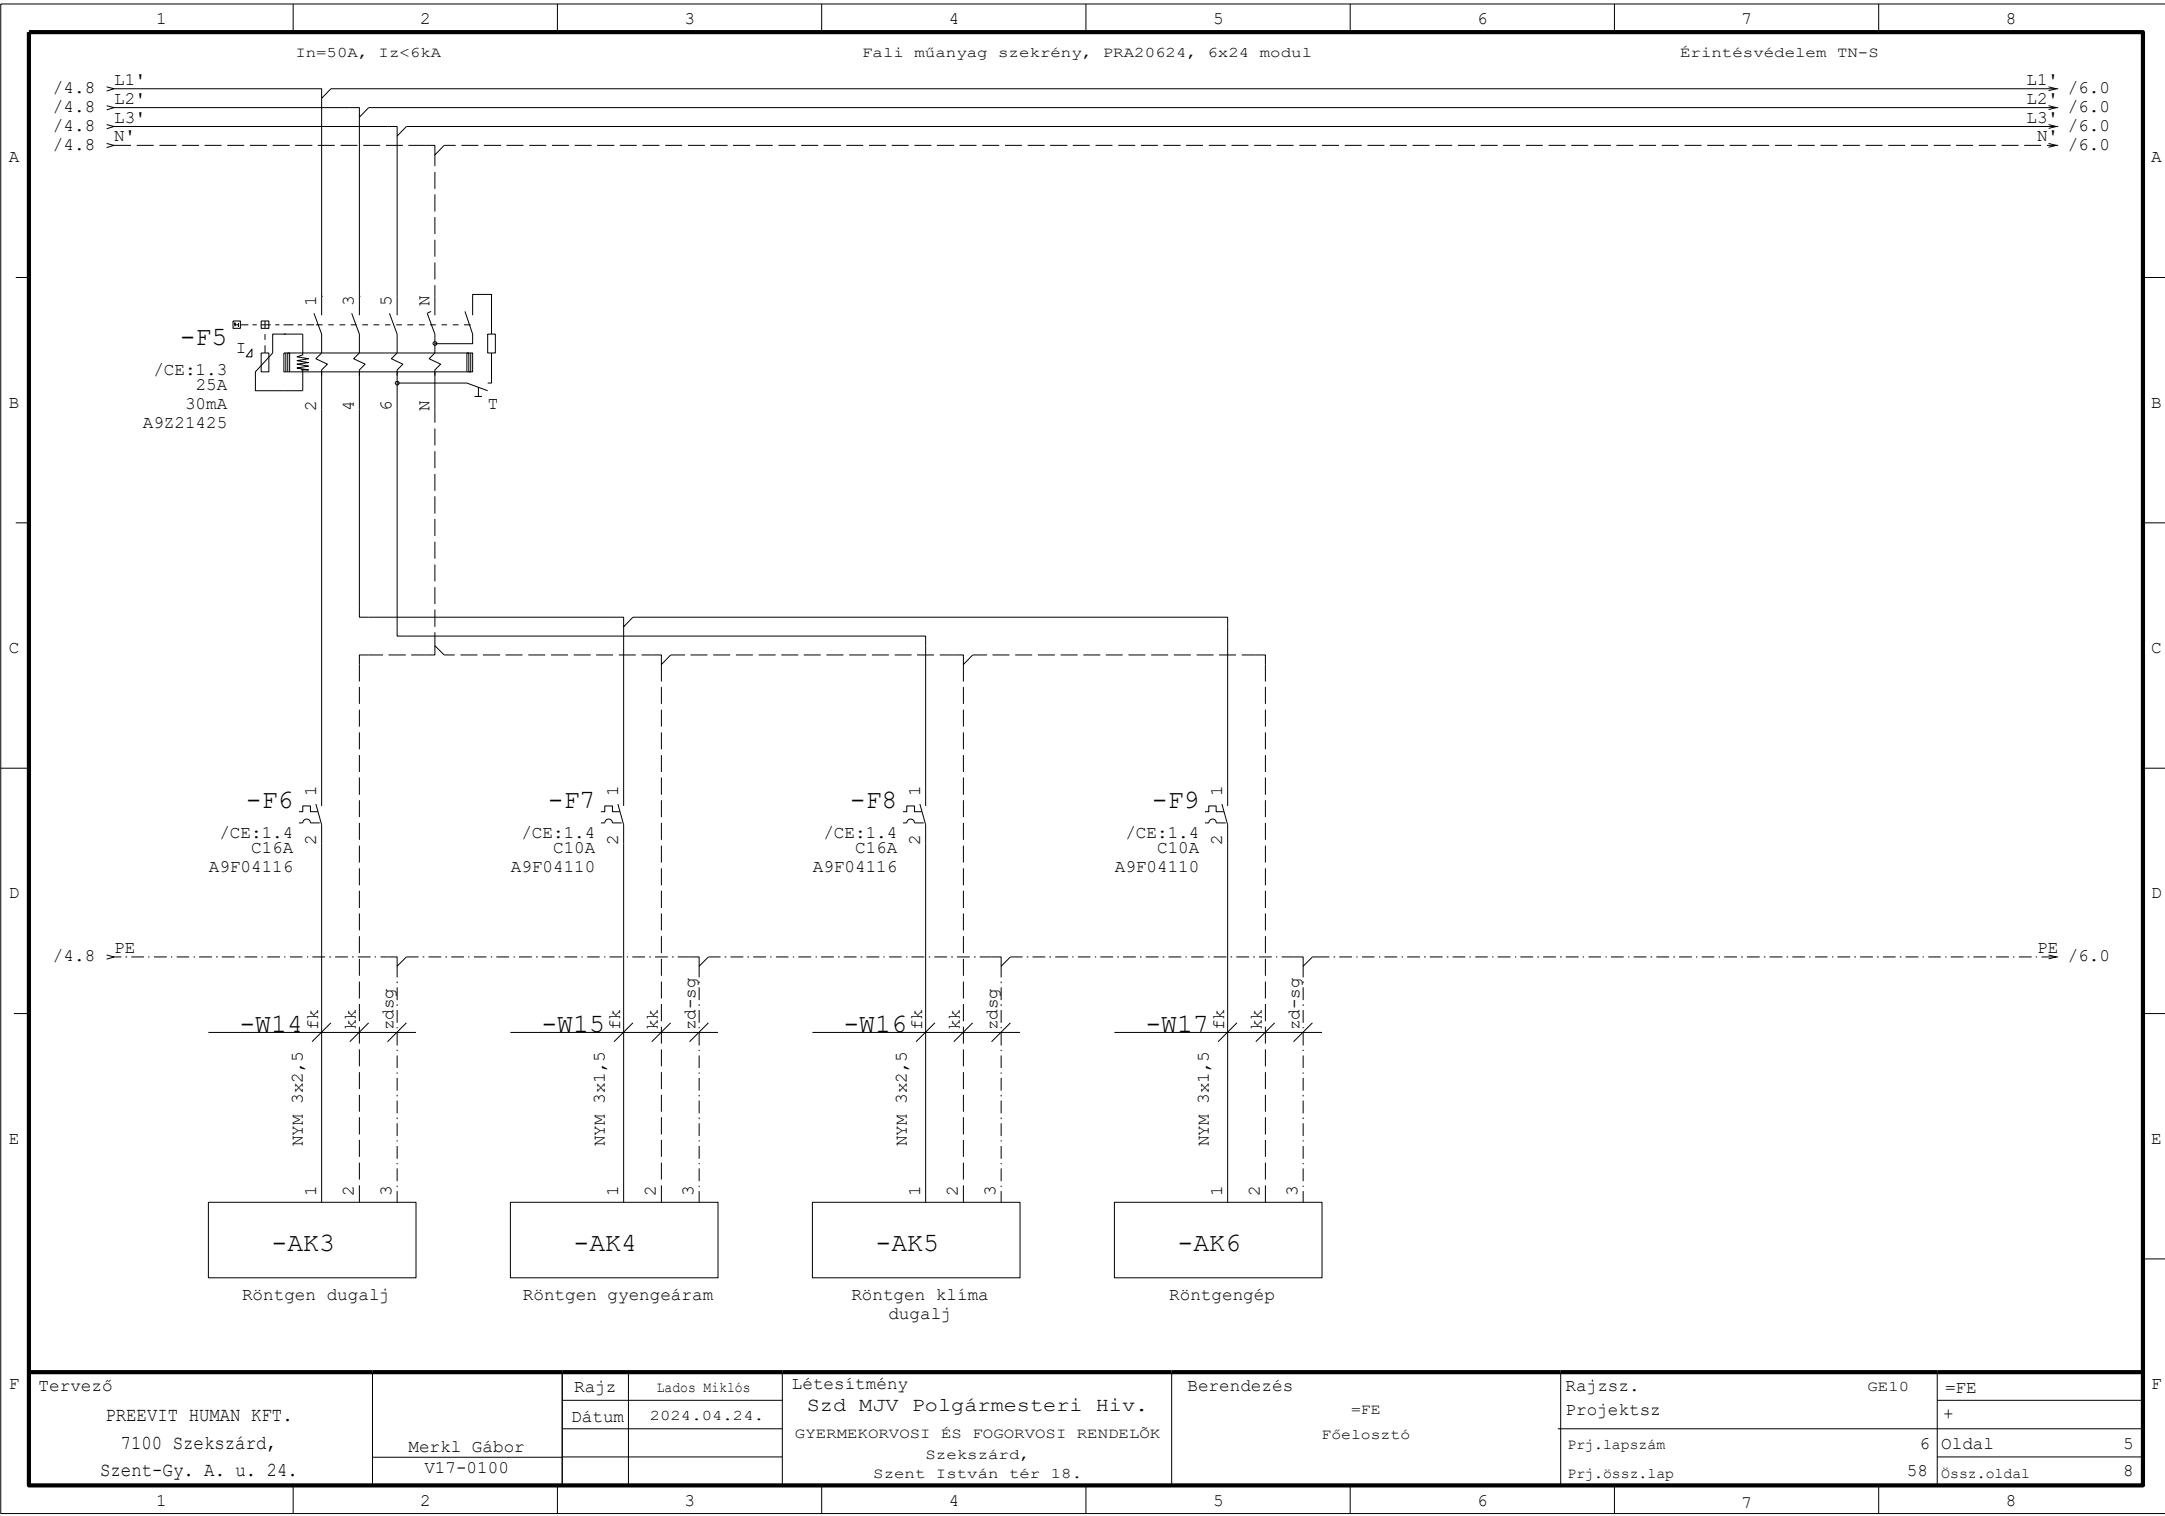 1 2 3 4 5 6 7 8
In=50A, Iz<6kA Fali műanyag szekrény, PRA20624, 6x24 modul Érintésvédelem TN-S
/4.8 L1' L1' /6.0
/4.8 L2' L2' /6.0
/4.8 L3' L3' /6.0
/4.8 N' N' /6.0
A A
1 3 5 N
-F5
I
/CE:1.3
25A
30mA
A9Z21425
2 4 6 N T
B B
C C
-F6 1 -F7 1 -F8 1 -F9 1
/CE:1.4 2 /CE:1.4 2 /CE:1.4 2 /CE:1.4 2
C16A C10A C16A C10A
A9F04116 A9F04110 A9F04116 A9F04110
D D
/4.8 PE PE /6.0
-W14 fk kk zdsg -W15 fk kk zd-sg -W16 fk kk zdsg -W17 fk kk zd-sg
NYM 3x2,5 NYM 3x1,5 NYM 3x2,5 NYM 3x1,5
E E
1 2 3 1 2 3 1 2 3 1 2 3
-AK3 -AK4 -AK5 -AK6
Röntgen dugalj Röntgen gyengeáram Röntgen klíma Röntgengép
dugalj
F F
Tervező
PREEVIT HUMAN KFT.
7100 Szekszárd,
Szent-Gy. A. u. 24.
Merkl Gábor
V17-0100
Rajz Lados Miklós
Dátum 2024.04.24.
Létesítmény
Szd MJV Polgármesteri Hiv.
GYERMEKORVOSI ÉS FOGORVOSI RENDELÕK
Szekszárd,
Szent István tér 18.
Berendezés
=FE
Főelosztó
Rajzsz. GE10 =FE
Projektsz +
Prj.lapszám 6 Oldal 5
Prj.össz.lap 58 Össz.oldal 8
1 2 3 4 5 6 7 8